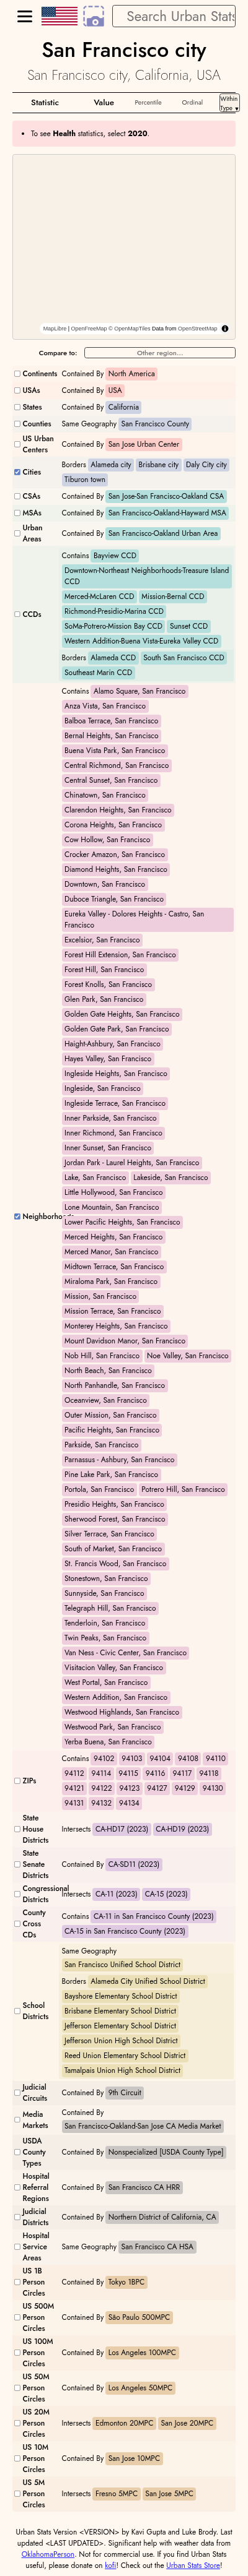 Search Urban Stats
San Francisco city
San Francisco city, California, USA
Statistic Value Percentile Ordinal Within Type ▼
• To see Health statistics, select 2020.
MapLibre | OpenFreeMap © OpenMapTiles Data from OpenStreetMap
Compare to: Other region...
Continents Contained By North America
USAs Contained By USA
States Contained By California
Counties Same Geography San Francisco County
US Urban Centers Contained By San Jose Urban Center
Cities Borders Alameda city Brisbane city Daly City city
Tiburon town
CSAs Contained By San Jose-San Francisco-Oakland CSA
MSAs Contained By San Francisco-Oakland-Hayward MSA
Urban Areas Contained By San Francisco-Oakland Urban Area
CCDs Contains Bayview CCD
Downtown-Northeast Neighborhoods-Treasure Island CCD
Merced-McLaren CCD Mission-Bernal CCD
Richmond-Presidio-Marina CCD
SoMa-Potrero-Mission Bay CCD Sunset CCD
Western Addition-Buena Vista-Eureka Valley CCD
Borders Alameda CCD South San Francisco CCD
Southeast Marin CCD
Neighborhoods Contains Alamo Square, San Francisco
Anza Vista, San Francisco
Balboa Terrace, San Francisco
Bernal Heights, San Francisco
Buena Vista Park, San Francisco
Central Richmond, San Francisco
Central Sunset, San Francisco
Chinatown, San Francisco
Clarendon Heights, San Francisco
Corona Heights, San Francisco
Cow Hollow, San Francisco
Crocker Amazon, San Francisco
Diamond Heights, San Francisco
Downtown, San Francisco
Duboce Triangle, San Francisco
Eureka Valley - Dolores Heights - Castro, San Francisco
Excelsior, San Francisco
Forest Hill Extension, San Francisco
Forest Hill, San Francisco
Forest Knolls, San Francisco
Glen Park, San Francisco
Golden Gate Heights, San Francisco
Golden Gate Park, San Francisco
Haight-Ashbury, San Francisco
Hayes Valley, San Francisco
Ingleside Heights, San Francisco
Ingleside, San Francisco
Ingleside Terrace, San Francisco
Inner Parkside, San Francisco
Inner Richmond, San Francisco
Inner Sunset, San Francisco
Jordan Park - Laurel Heights, San Francisco
Lake, San Francisco Lakeside, San Francisco
Little Hollywood, San Francisco
Lone Mountain, San Francisco
Lower Pacific Heights, San Francisco
Merced Heights, San Francisco
Merced Manor, San Francisco
Midtown Terrace, San Francisco
Miraloma Park, San Francisco
Mission, San Francisco
Mission Terrace, San Francisco
Monterey Heights, San Francisco
Mount Davidson Manor, San Francisco
Nob Hill, San Francisco Noe Valley, San Francisco
North Beach, San Francisco
North Panhandle, San Francisco
Oceanview, San Francisco
Outer Mission, San Francisco
Pacific Heights, San Francisco
Parkside, San Francisco
Parnassus - Ashbury, San Francisco
Pine Lake Park, San Francisco
Portola, San Francisco Potrero Hill, San Francisco
Presidio Heights, San Francisco
Sherwood Forest, San Francisco
Silver Terrace, San Francisco
South of Market, San Francisco
St. Francis Wood, San Francisco
Stonestown, San Francisco
Sunnyside, San Francisco
Telegraph Hill, San Francisco
Tenderloin, San Francisco
Twin Peaks, San Francisco
Van Ness - Civic Center, San Francisco
Visitacion Valley, San Francisco
West Portal, San Francisco
Western Addition, San Francisco
Westwood Highlands, San Francisco
Westwood Park, San Francisco
Yerba Buena, San Francisco
ZIPs Contains 94102 94103 94104 94108 94110
94112 94114 94115 94116 94117 94118
94121 94122 94123 94127 94129 94130
94131 94132 94134
State House Districts Intersects CA-HD17 (2023) CA-HD19 (2023)
State Senate Districts Contained By CA-SD11 (2023)
Congressional Districts Intersects CA-11 (2023) CA-15 (2023)
County Cross CDs Contains CA-11 in San Francisco County (2023)
CA-15 in San Francisco County (2023)
School Districts Same Geography
San Francisco Unified School District
Borders Alameda City Unified School District
Bayshore Elementary School District
Brisbane Elementary School District
Jefferson Elementary School District
Jefferson Union High School District
Reed Union Elementary School District
Tamalpais Union High School District
Judicial Circuits Contained By 9th Circuit
Media Markets Contained By
San Francisco-Oakland-San Jose CA Media Market
USDA County Types Contained By Nonspecialized [USDA County Type]
Hospital Referral Regions Contained By San Francisco CA HRR
Judicial Districts Contained By Northern District of California, CA
Hospital Service Areas Same Geography San Francisco CA HSA
US 1B Person Circles Contained By Tokyo 1BPC
US 500M Person Circles Contained By São Paulo 500MPC
US 100M Person Circles Contained By Los Angeles 100MPC
US 50M Person Circles Contained By Los Angeles 50MPC
US 20M Person Circles Intersects Edmonton 20MPC San Jose 20MPC
US 10M Person Circles Contained By San Jose 10MPC
US 5M Person Circles Intersects Fresno 5MPC San Jose 5MPC
Urban Stats Version <VERSION> by Kavi Gupta and Luke Brody. Last
updated <LAST UPDATED>. Significant help with weather data from
OklahomaPerson. Not for commercial use. If you think Urban Stats is
useful, please donate on kofi! Check out the Urban Stats Store!